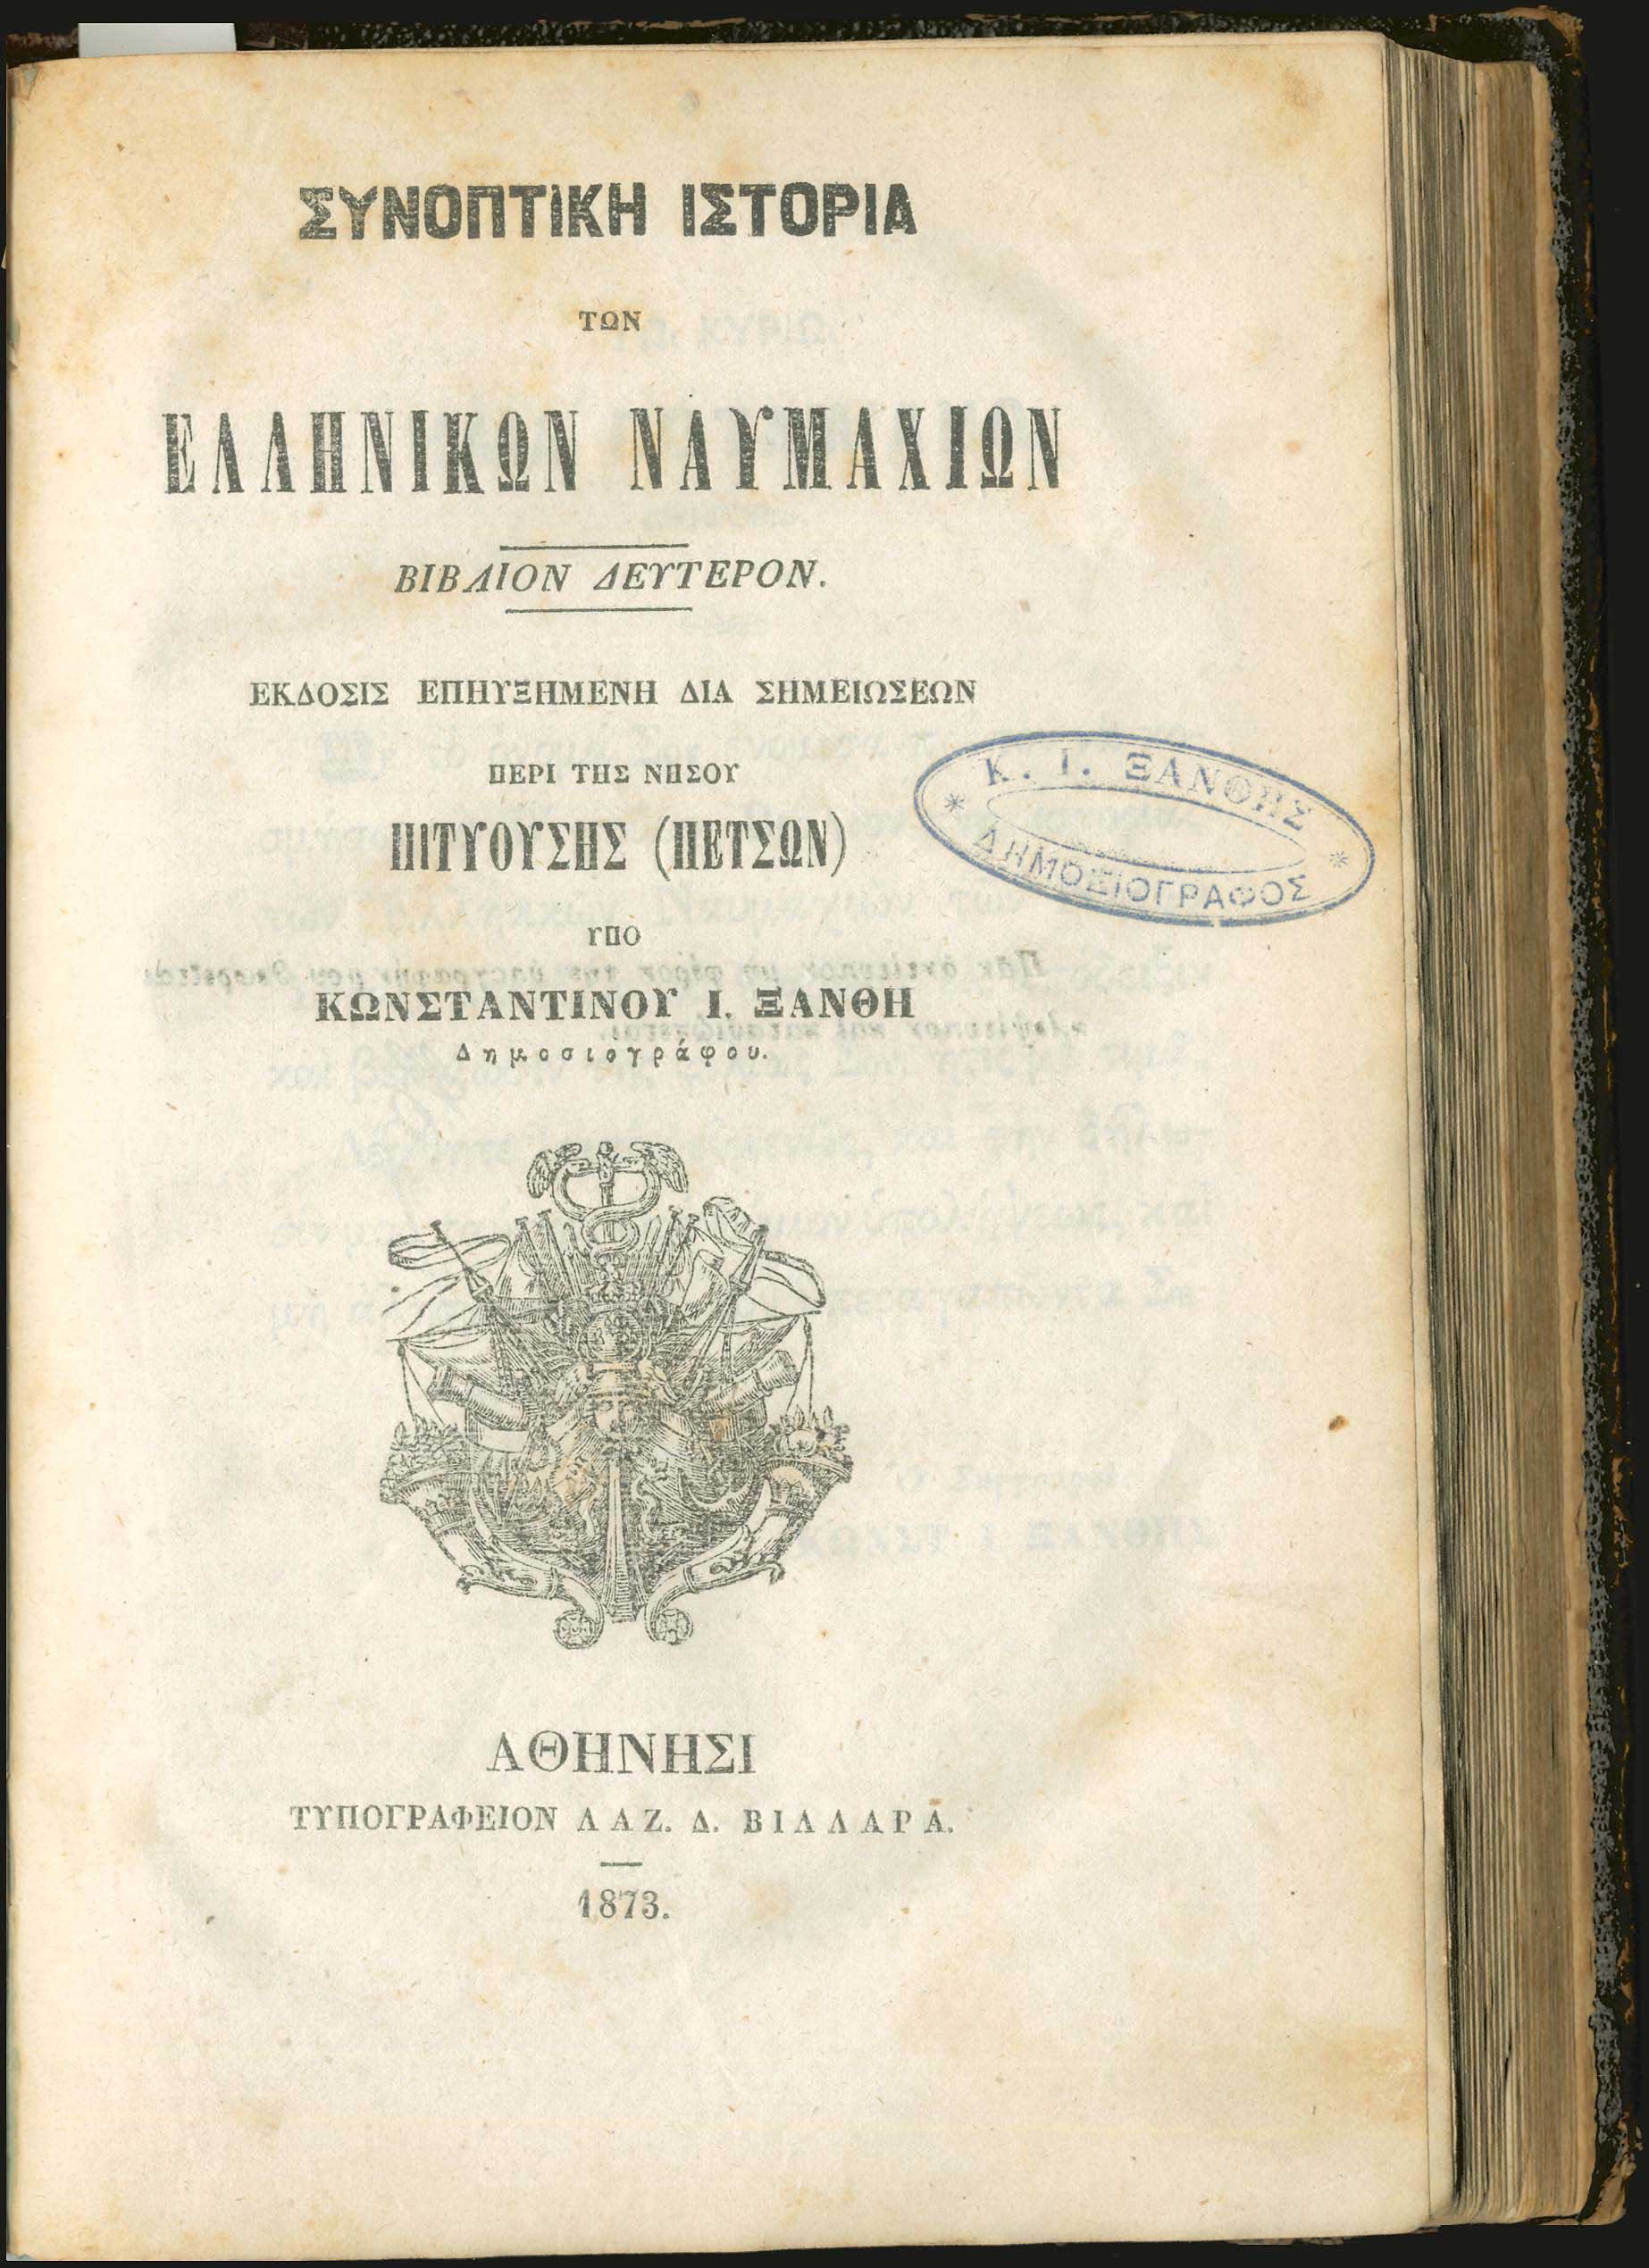 ΣΥΝΟΠΤΙΚΗ ΙΣΤΟΡΙΑ
ΤΩΝ
ΕΛΛΗΝΙΚΩΝ ΝΑΥΜΑΧΙΩΝ
ΒΙΒΛΙΟΝ ΔΕΥΤΕΡΟΝ.
ΕΚΔΟΣΙΣ ΕΠΗΥΞΗΜΕΝΗ ΔΙΑ ΣΗΜΕΙΩΣΕΩΝ
ΠΕΡΙ ΤΗΣ ΝΗΣΟΥ
ΠΙΤΥΟΥΣΗΣ (ΠΕΤΣΩΝ)
Κ. Ι. ΞΑΝΘΗΣ
* ΔΗΜΟΣΙΟΓΡΑΦΟΣ *
ΥΠΟ
ΚΩΝΣΤΑΝΤΙΝΟΥ Ι. ΞΑΝΘΗ
Δημοσιογράφου.
ΑΘΗΝΗΣΙ
ΤΥΠΟΓΡΑΦΕΙΟΝ ΛΑΖ. Δ. ΒΙΛΛΑΡΑ.
1873.